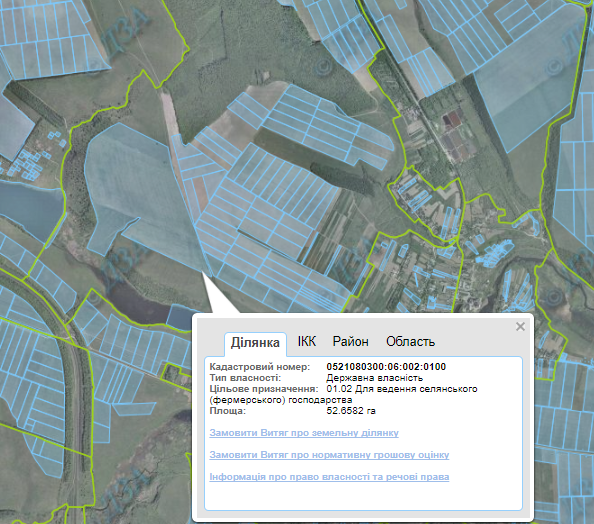 Ділянка ІКК Район Область
Кадастровий номер: 0521080300:06:002:0100
Тип власності: Державна власність
Цільове призначення: 01.02 Для ведення селянського
(фермерського) господарства
Площа: 52.6582 га
Замовити Витяг про земельну ділянку
Замовити Витяг про нормативну грошову оцінку
Інформація про право власності та речові права